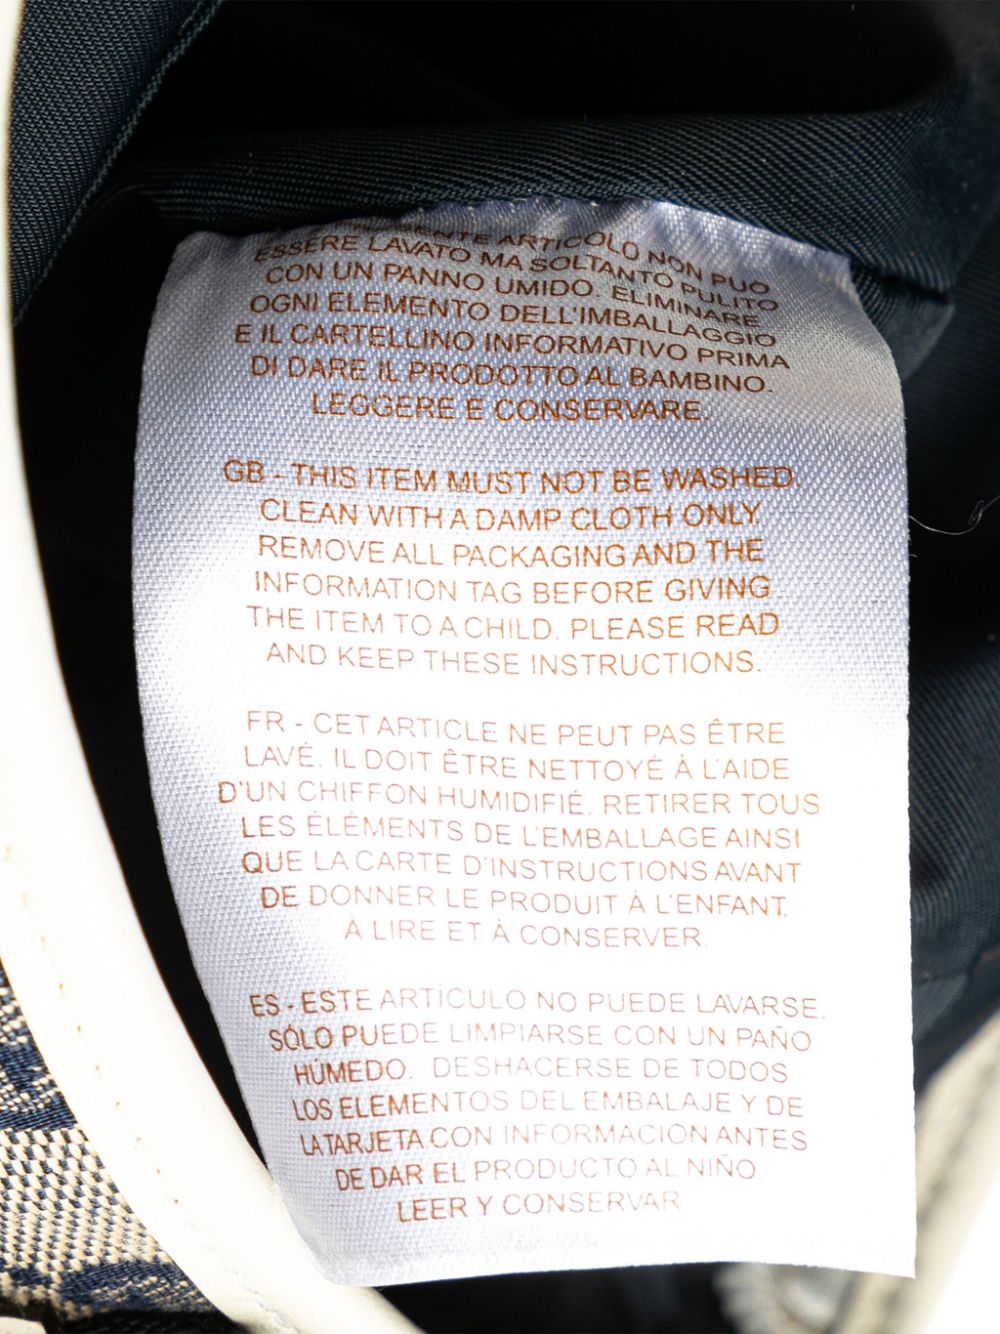 ARTICOLO NON PUÒ
ESSERE LAVATO MA SOLTANTO PULITO
CON UN PANNO UMIDO. ELIMINARE
OGNI ELEMENTO DELL'IMBALLAGGIO
E IL CARTELLINO INFORMATIVO PRIMA
DI DARE IL PRODOTTO AL BAMBINO.
LEGGERE E CONSERVARE.
GB - THIS ITEM MUST NOT BE WASHED.
CLEAN WITH A DAMP CLOTH ONLY.
REMOVE ALL PACKAGING AND THE
INFORMATION TAG BEFORE GIVING
THE ITEM TO A CHILD. PLEASE READ
AND KEEP THESE INSTRUCTIONS.
FR - CET ARTICLE NE PEUT PAS ÊTRE
LAVÉ. IL DOIT ÊTRE NETTOYÉ À L'AIDE
D'UN CHIFFON HUMIDIFIÉ. RETIRER TOUS
LES ÉLÉMENTS DE L'EMBALLAGE AINSI
QUE LA CARTE D'INSTRUCTIONS AVANT
DE DONNER LE PRODUIT À L'ENFANT.
À LIRE ET À CONSERVER.
ES - ESTE ARTÍCULO NO PUEDE LAVARSE.
SÓLO PUEDE LIMPIARSE CON UN PAÑO
HÚMEDO. DESHACERSE DE TODOS
LOS ELEMENTOS DEL EMBALAJE Y DE
LA TARJETA CON INFORMACIÓN ANTES
DE DAR EL PRODUCTO AL NIÑO.
LEER Y CONSERVAR